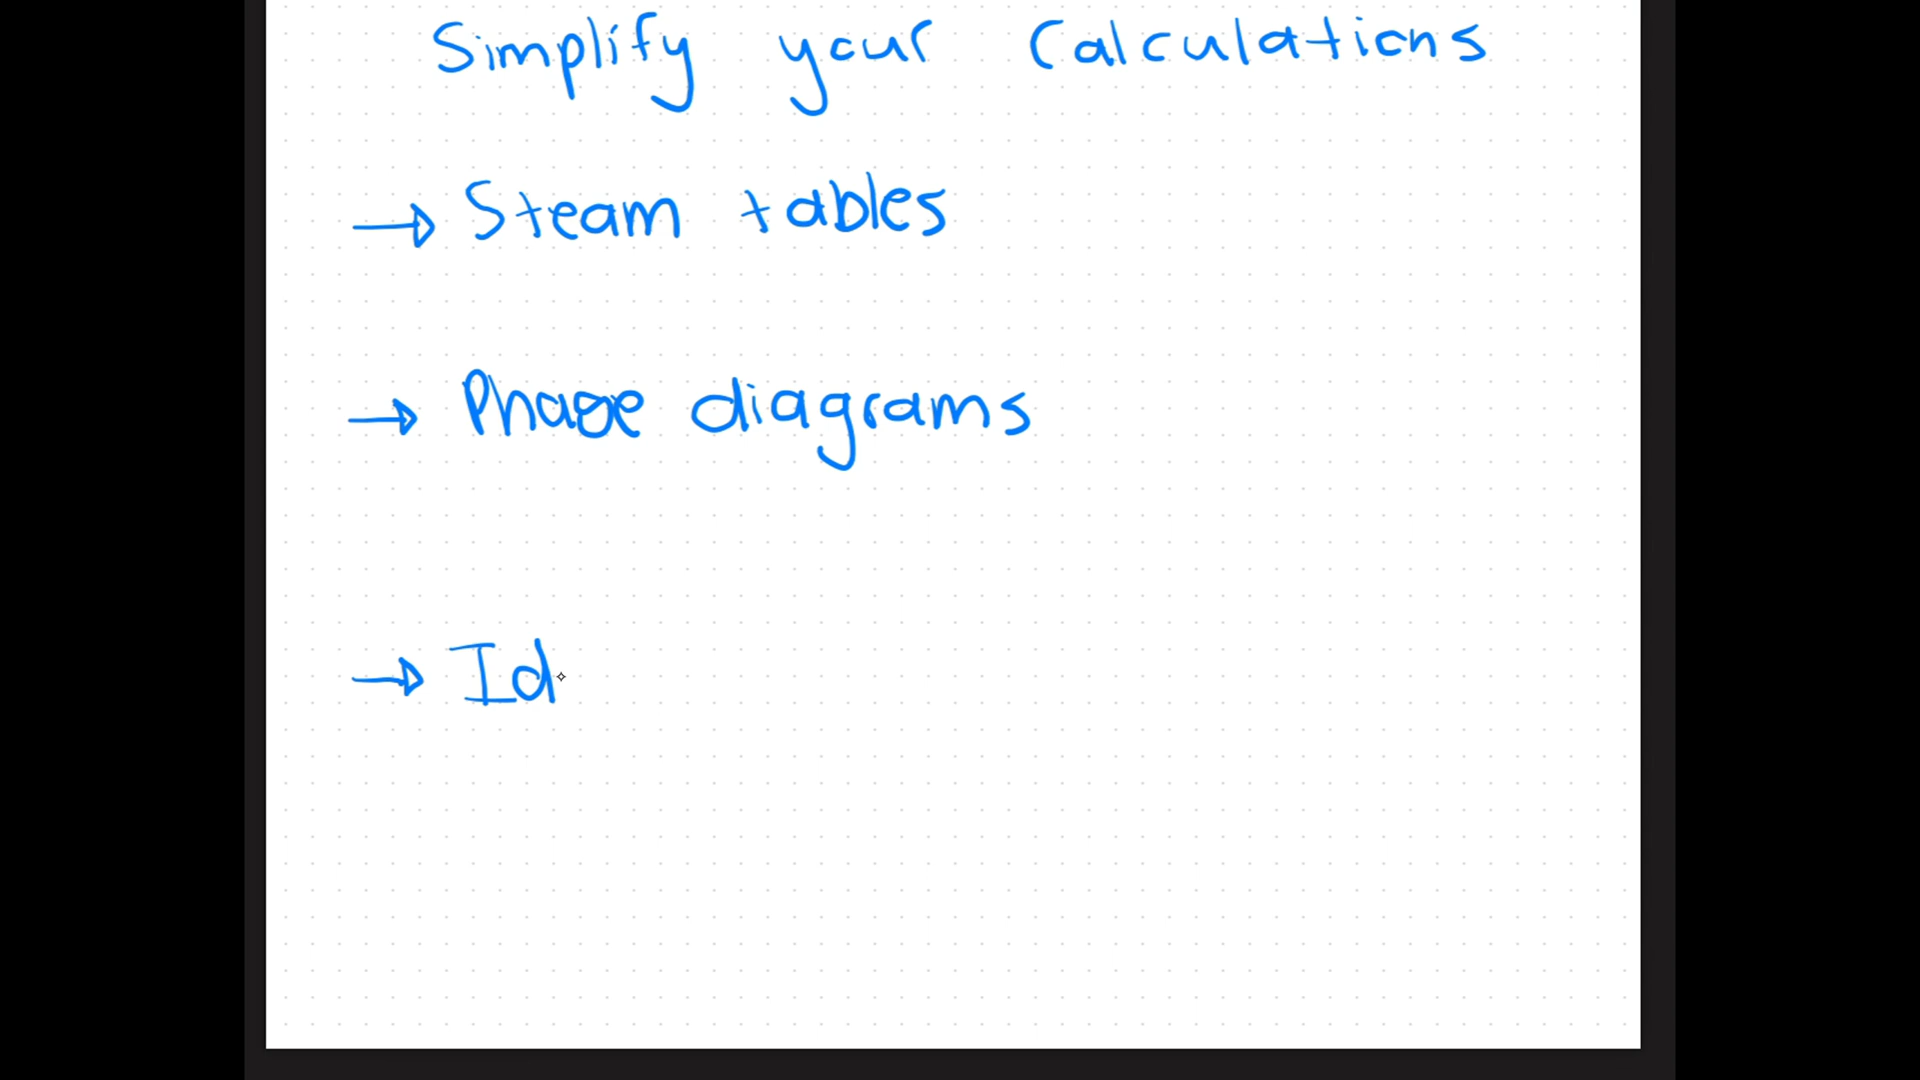 Simplify your Calculations
→ Steam tables
→ Phase diagrams
→ Id